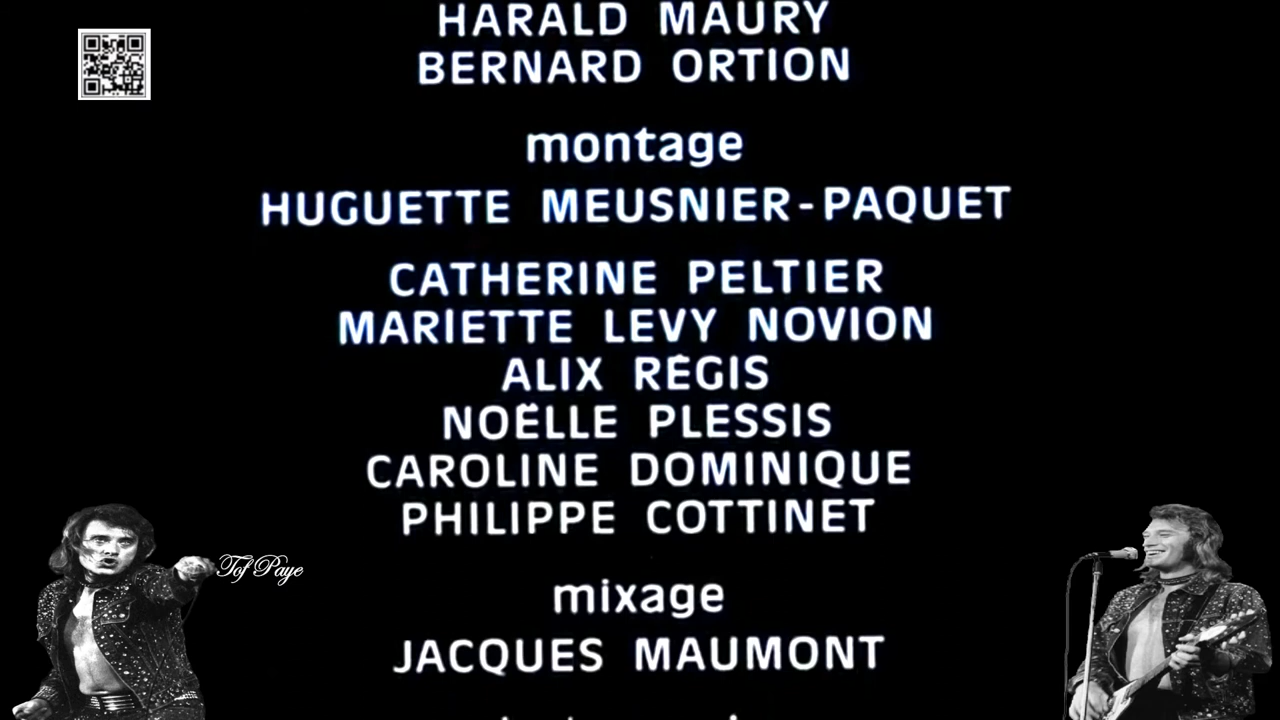 HARALD MAURY
BERNARD ORTION
montage
HUGUETTE MEUSNIER-PAQUET
CATHERINE PELTIER
MARIETTE LEVY NOVION
ALIX RÉGIS
NOËLLE PLESSIS
CAROLINE DOMINIQUE
PHILIPPE COTTINET
Tof Paye
mixage
JACQUES MAUMONT